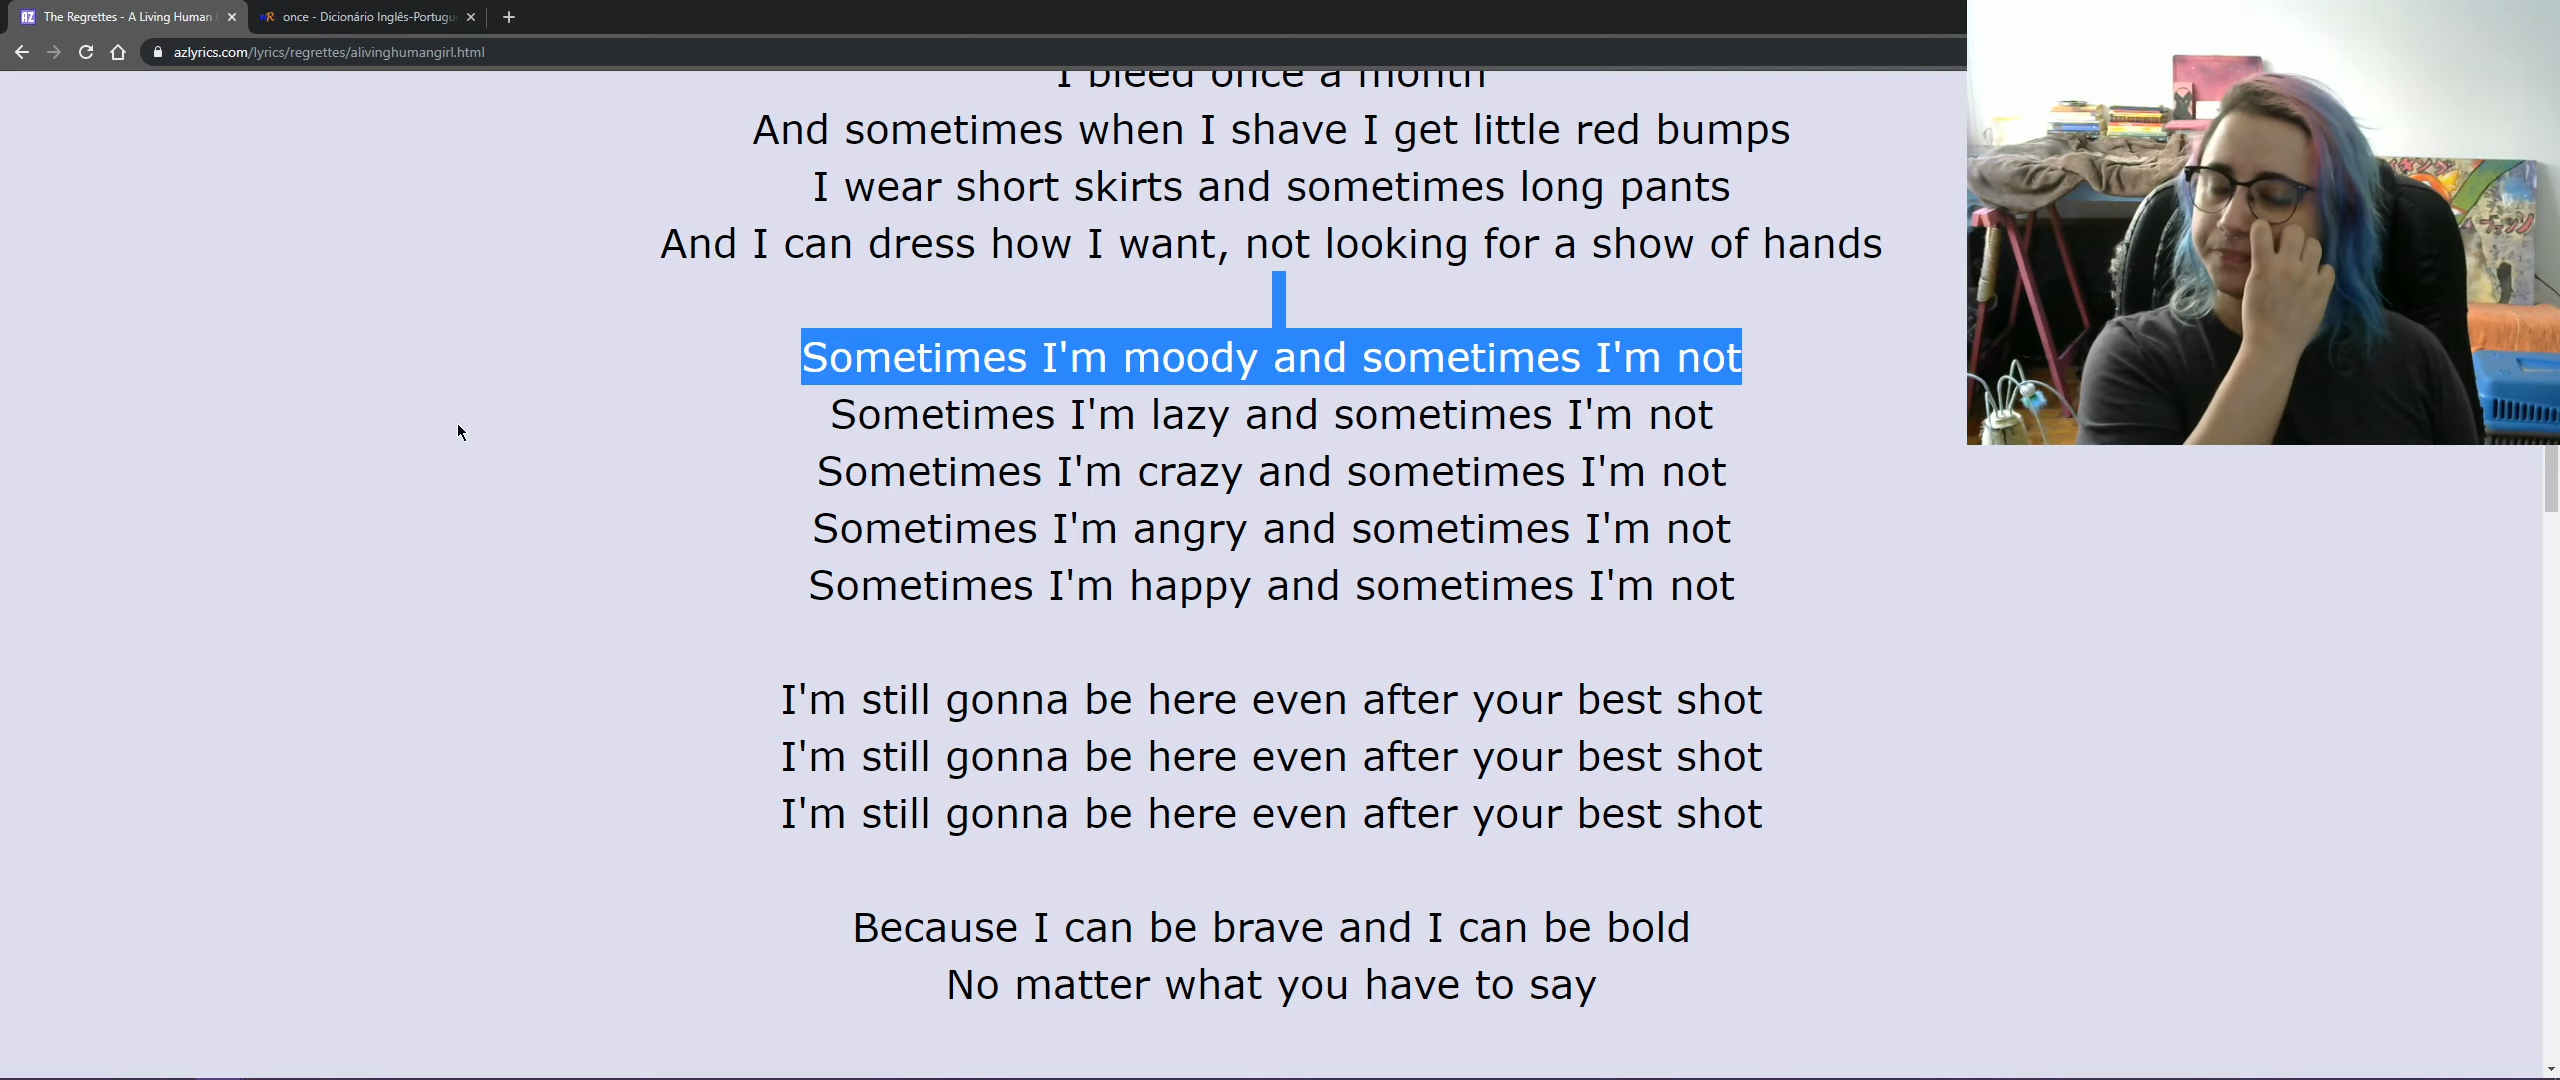 The Regrettes - A Living Human
once - Dicionário Inglês-Portugu
azlyrics.com/lyrics/regrettes/alivinghumangirl.html
I bleed once a month
And sometimes when I shave I get little red bumps
I wear short skirts and sometimes long pants
And I can dress how I want, not looking for a show of hands
Sometimes I'm moody and sometimes I'm not
Sometimes I'm lazy and sometimes I'm not
Sometimes I'm crazy and sometimes I'm not
Sometimes I'm angry and sometimes I'm not
Sometimes I'm happy and sometimes I'm not
I'm still gonna be here even after your best shot
I'm still gonna be here even after your best shot
I'm still gonna be here even after your best shot
Because I can be brave and I can be bold
No matter what you have to say